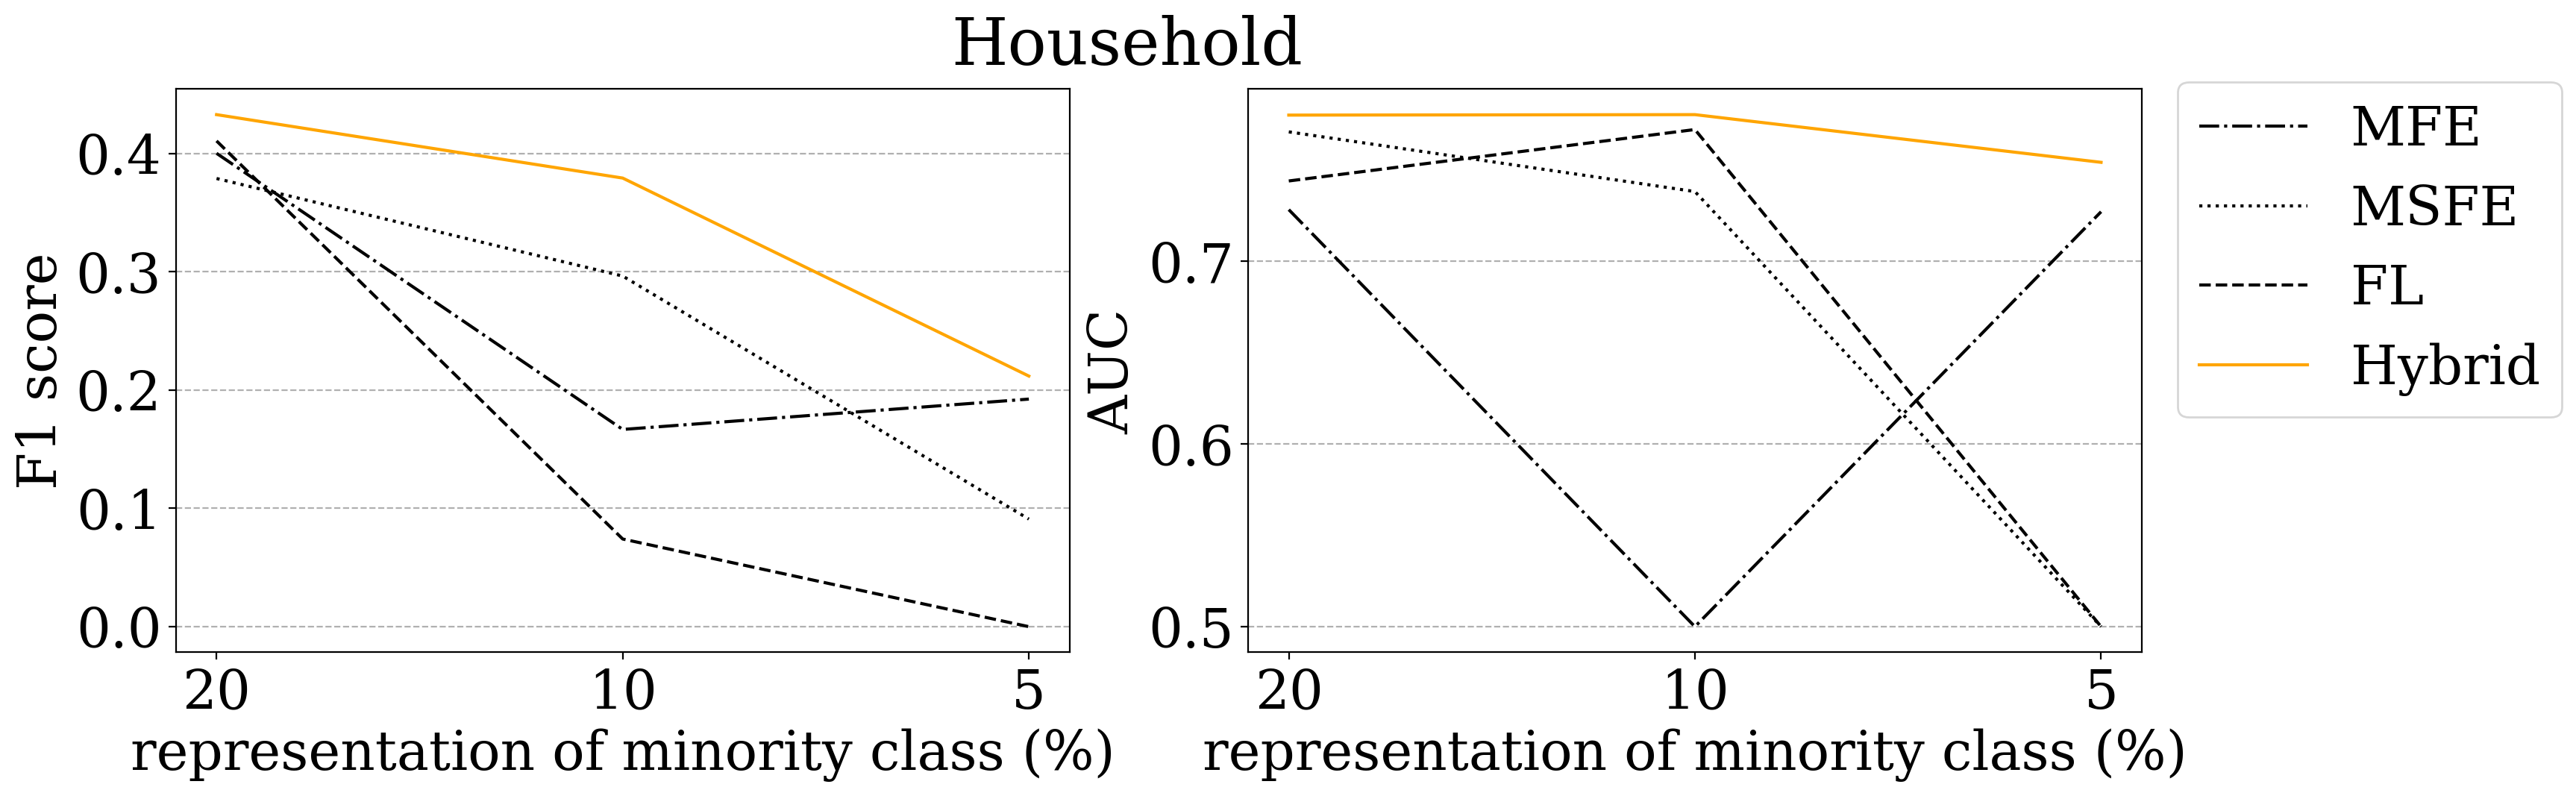 Household
F1 score
0.4
0.3
0.2
0.1
0.0
20 10 5
representation of minority class (%)
AUC
0.7
0.6
0.5
20 10 5
representation of minority class (%)
MFE
MSFE
FL
Hybrid